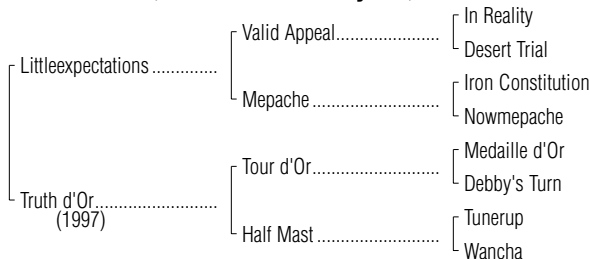 In Reality
Valid Appeal....................
Desert Trial
Littleexpectations .............
Iron Constitution
Mepache ........................
Nowmepache
Medaille d'Or
Tour d'Or........................
Debby's Turn
Truth d'Or........................
(1997)
Tunerup
Half Mast .......................
Wancha